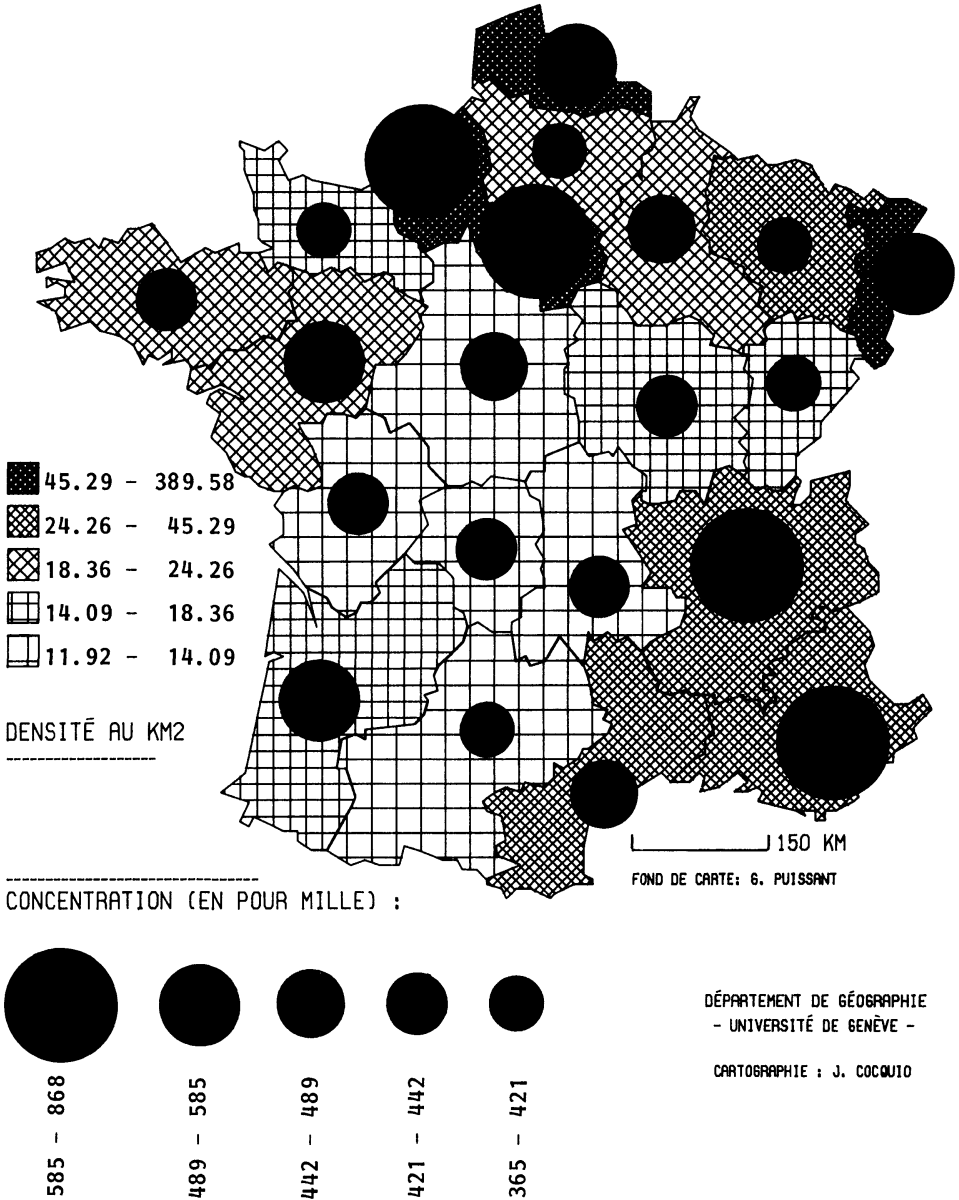 45.29 - 389.58
24.26 - 45.29
18.36 - 24.26
14.09 - 18.36
11.92 - 14.09
DENSITÉ AU KM2
150 KM
FOND DE CARTE: G. PUISSANT
CONCENTRATION (EN POUR MILLE) :
585 - 868
489 - 585
442 - 489
421 - 442
365 - 421
DÉPARTEMENT DE GÉOGRAPHIE
- UNIVERSITÉ DE GENÈVE -
CARTOGRAPHIE : J. COCQUIO